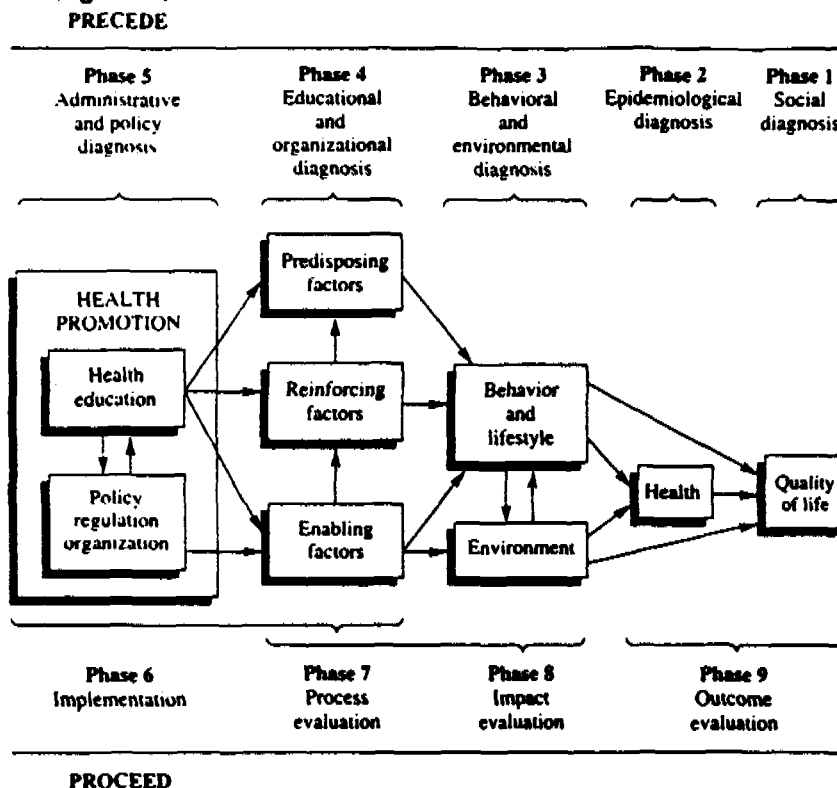 PRECEDE
Phase 5
Administrative
and policy
diagnosis
Phase 4
Educational
and
organizational
diagnosis
Phase 3
Behavioral
and
environmental
diagnosis
Phase 2
Epidemiological
diagnosis
Phase 1
Social
diagnosis
HEALTH
PROMOTION
Health
education
Policy
regulation
organization
Predisposing
factors
Reinforcing
factors
Enabling
factors
Behavior
and
lifestyle
Environment
Health
Quality
of life
Phase 6
Implementation
Phase 7
Process
evaluation
Phase 8
Impact
evaluation
Phase 9
Outcome
evaluation
PROCEED